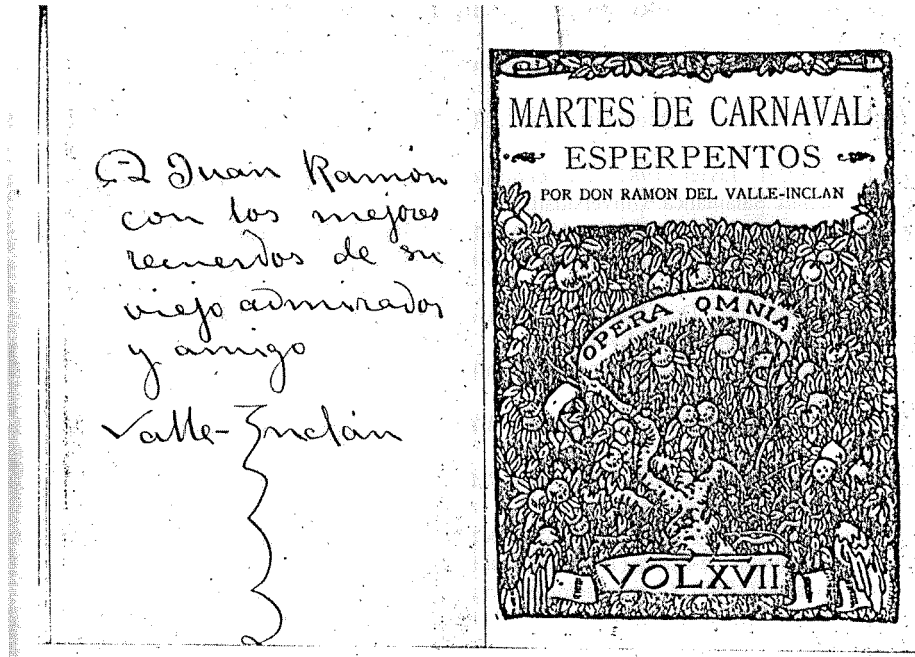 A Juan Ramón
con los mejores
recuerdos de su
viejo admirador
y amigo
Valle-Inclán
MARTES DE CARNAVAL
ESPERPENTOS
POR DON RAMON DEL VALLE-INCLAN
OPERA OMNIA
VOL XVII